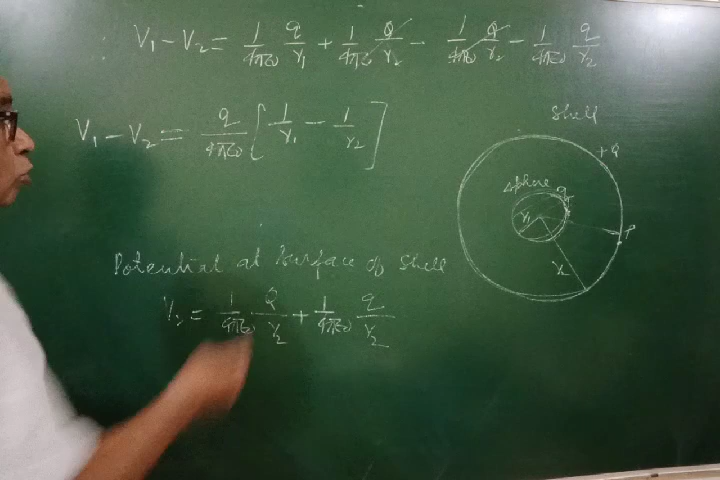 : V₁ - V₂ = 1/4πε₀ q/r₁ + 1/4πε₀ Q/r₂ - 1/4πε₀ Q/r₂ - 1/4πε₀ q/r₂
V₁ - V₂ = q/4πε₀ [1/r₁ - 1/r₂]
Shell
+Q
Sphere q
r₁
P
r₂
Potential at Surface of Shell
V₂ = 1/4πε₀ Q/r₂ + 1/4πε₀ q/r₂